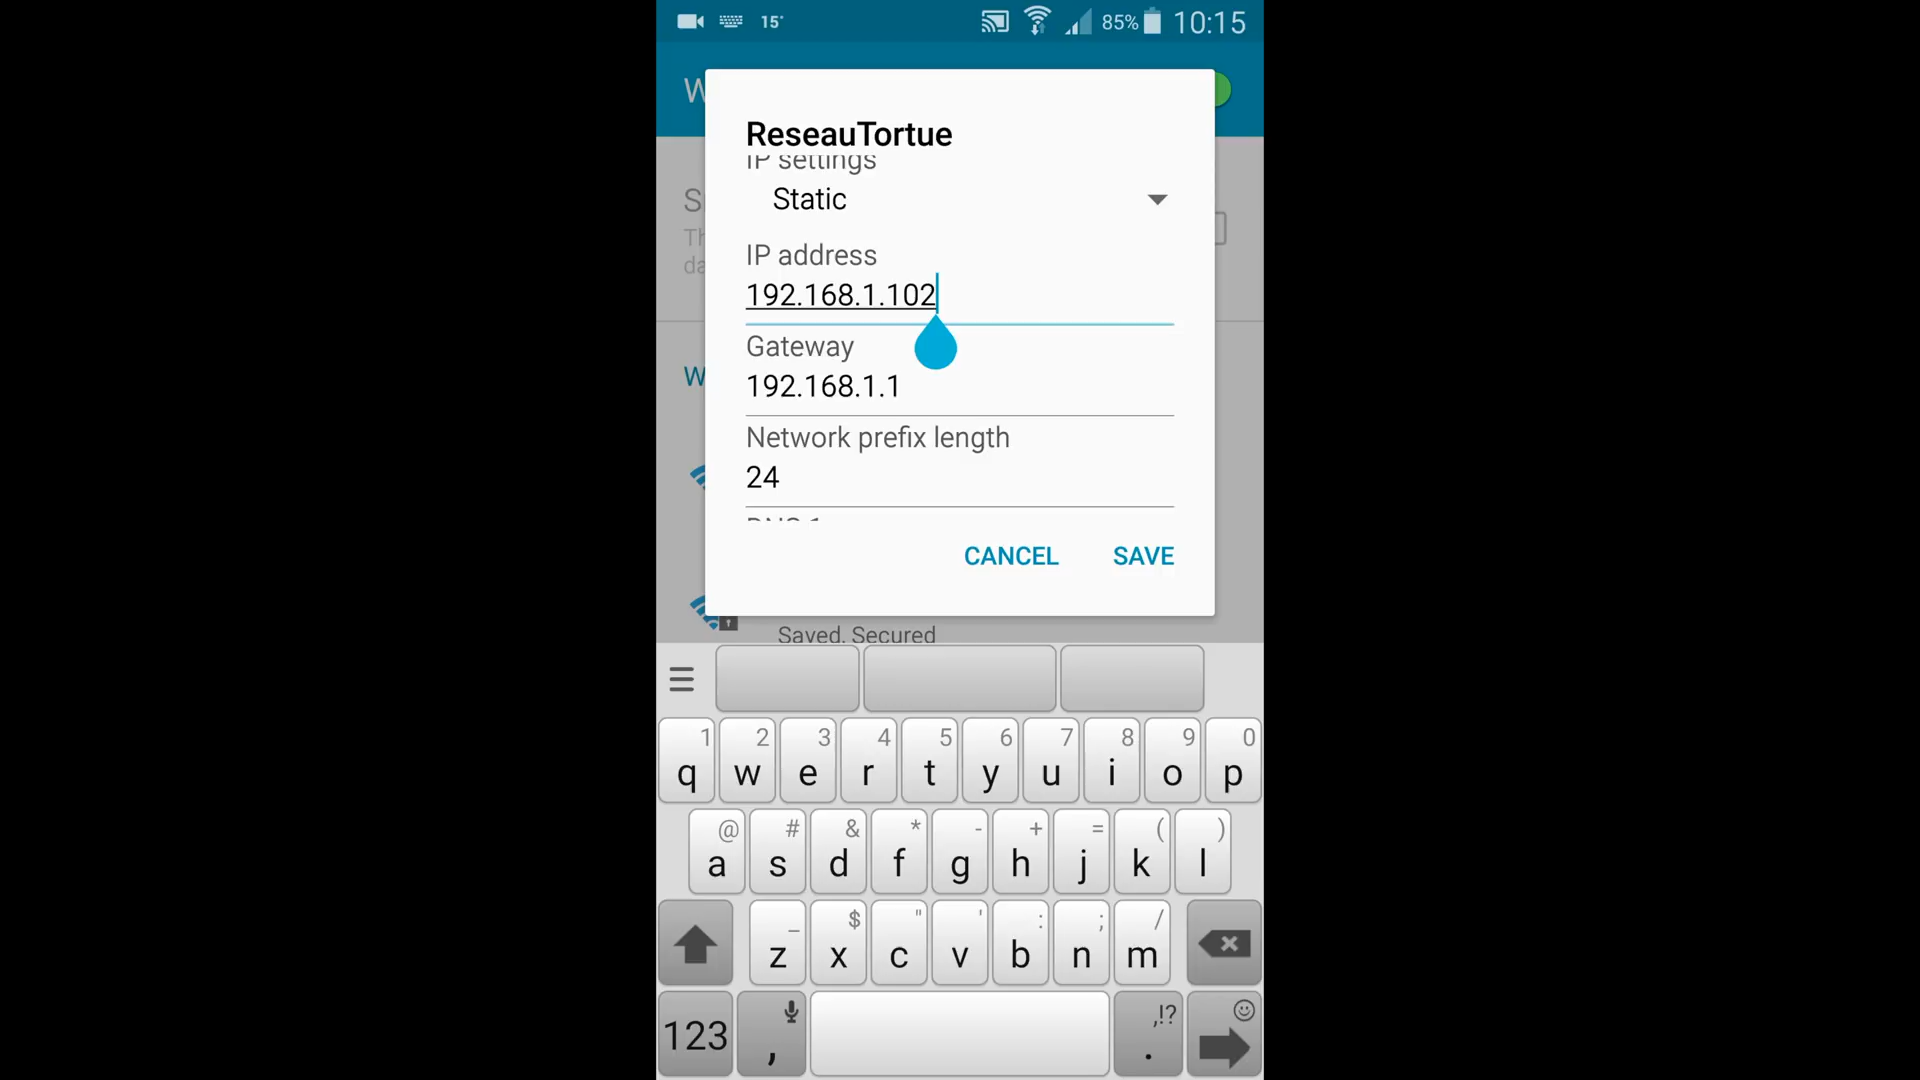 15°
85% 10:15
W
ReseauTortue
IP settings
Static
IP address
192.168.1.102
Gateway
192.168.1.1
Network prefix length
24
DNS 1
CANCEL SAVE
Saved, Secured
1 2 3 4 5 6 7 8 9 0
q w e r t y u i o p
@ # & * - + = ( )
a s d f g h j k l
_ $ " ' : ; /
z x c v b n m
,!?
123 , .